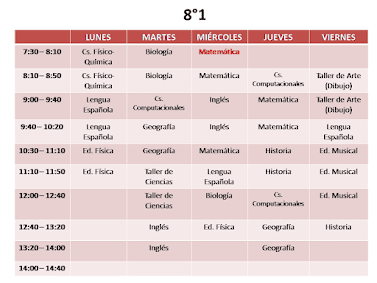 8°1
LUNES MARTES MIÉRCOLES JUEVES VIERNES
7:30 – 8:10 Cs. Físico-Química Biología Matemática
8:10 – 8:50 Cs. Físico-Química Biología Matemática Cs. Computacionales Taller de Arte (Dibujo)
9:00 – 9:40 Lengua Española Cs. Computacionales Inglés Matemática Taller de Arte (Dibujo)
9:40 – 10:20 Lengua Española Geografía Inglés Matemática Lengua Española
10:30 – 11:10 Ed. Física Geografía Matemática Historia Ed. Musical
11:10 – 11:50 Ed. Física Taller de Ciencias Lengua Española Historia Ed. Musical
12:00 – 12:40 Taller de Ciencias Biología Cs. Computacionales Ed. Musical
12:40 – 13:20 Inglés Ed. Física Geografía Historia
13:20 – 14:00 Inglés Geografía
14:00 – 14:40